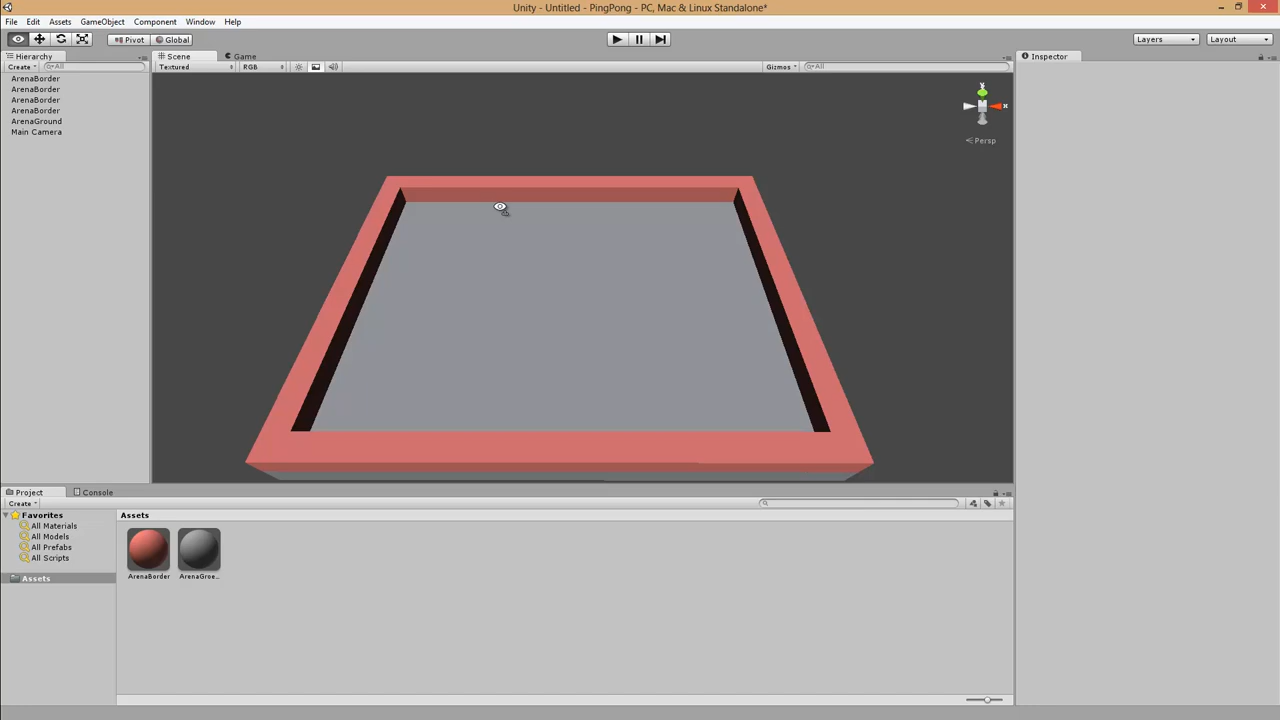 Unity - Untitled - PingPong - PC, Mac & Linux Standalone*
File Edit Assets GameObject Component Window Help
Pivot Global Layers Layout
Hierarchy Scene Game Inspector
Create All Textured RGB Gizmos All
ArenaBorder
ArenaBorder
ArenaBorder
ArenaBorder
ArenaGround
Main Camera
y
x
Persp
Project Console
Create
Favorites
All Materials
All Models
All Prefabs
All Scripts
Assets
Assets
ArenaBorder ArenaGroe...